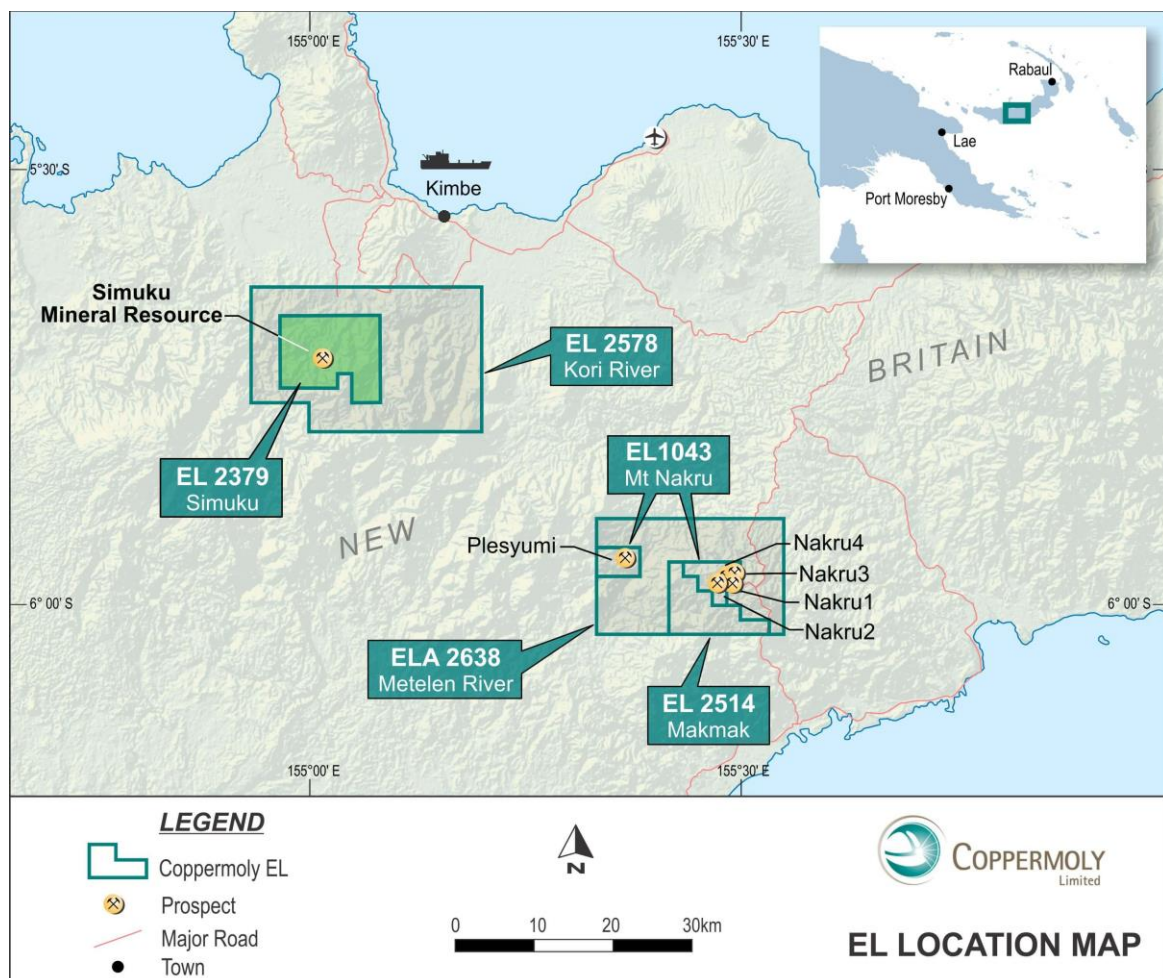 155°00' E
155°30' E
Rabaul
Lae
Port Moresby
5°30' S
5°30' S
Kimbe
Simuku
Mineral Resource
EL 2578
Kori River
BRITAIN
EL 2379
Simuku
EL1043
Mt Nakru
NEW
Plesyumi
Nakru4
Nakru3
Nakru1
Nakru2
6° 00' S
6° 00' S
ELA 2638
Metelen River
EL 2514
Makmak
155°00' E
155°30' E
LEGEND
Coppermoly EL
Prospect
Major Road
Town
N
0 10 20 30km
COPPERMOLY
Limited
EL LOCATION MAP